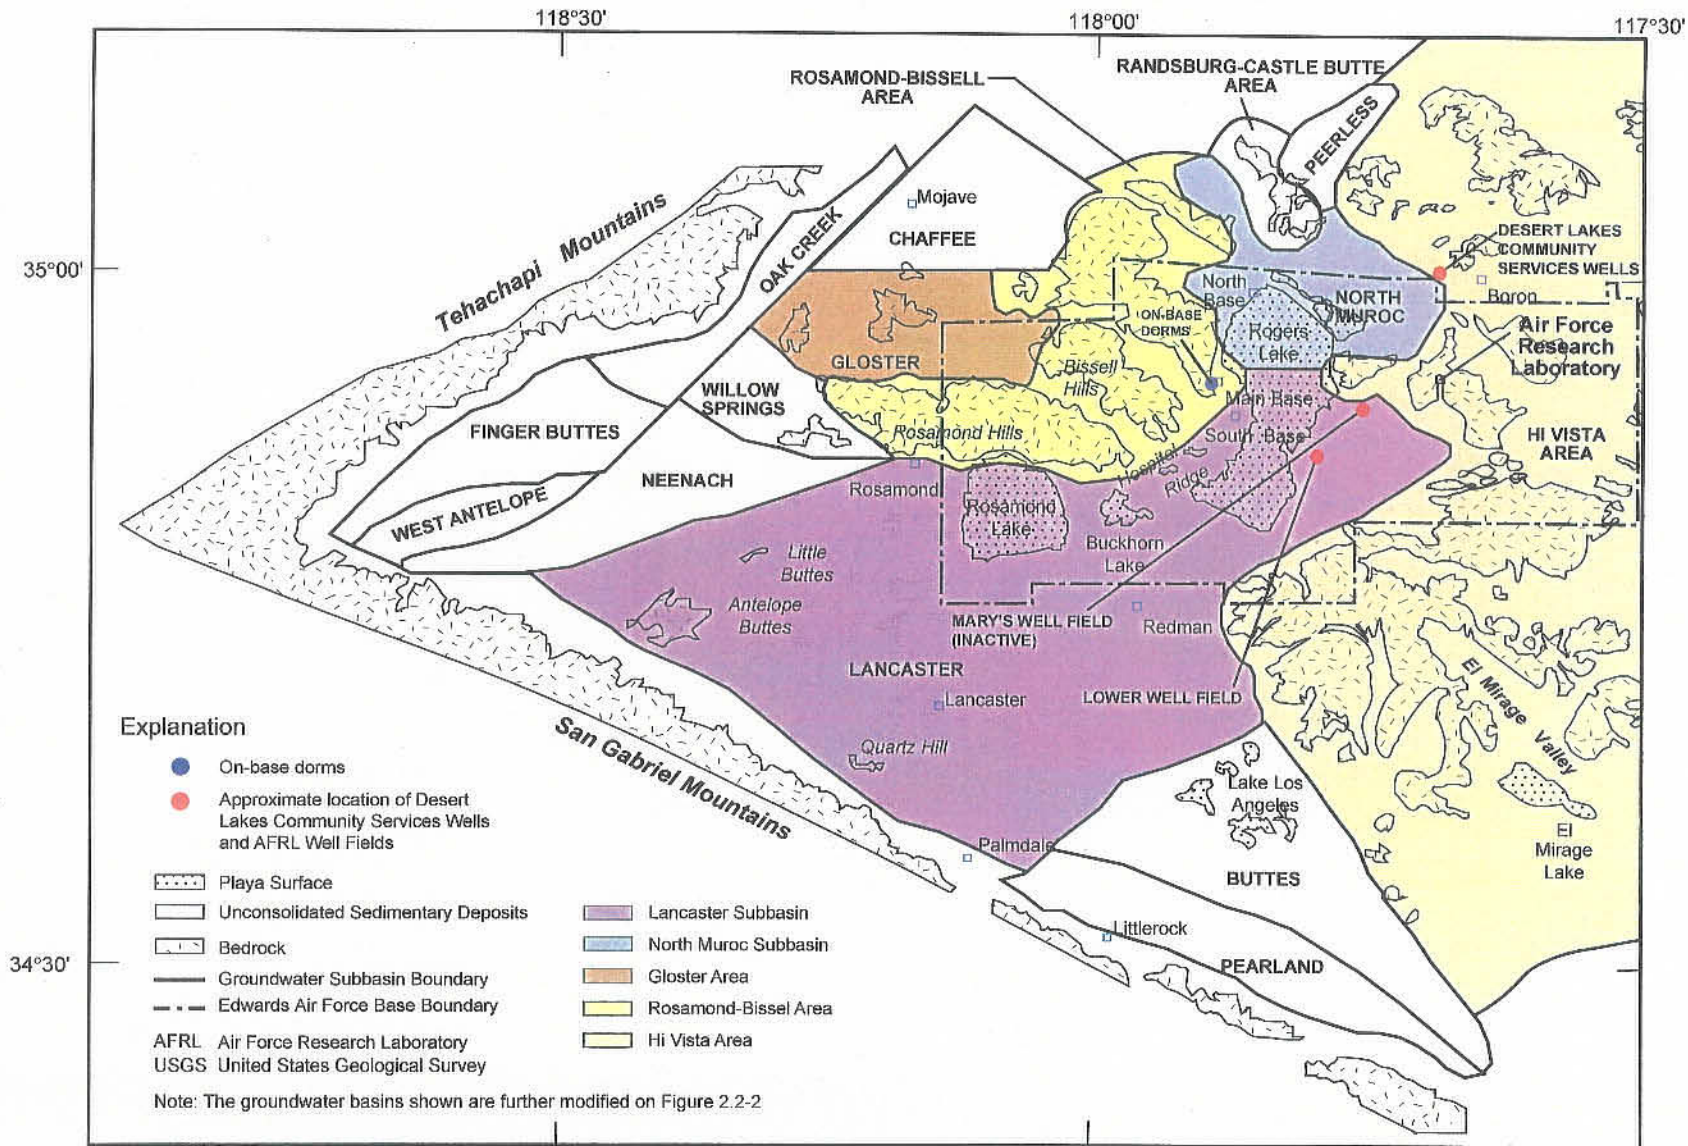 118°30'
118°00'
117°30'
ROSAMOND-BISSELL
AREA
RANDSBURG-CASTLE BUTTE
AREA
PEERLESS
Mojave
CHAFFEE
OAK CREEK
Tehachapi Mountains
35°00'
DESERT LAKES
COMMUNITY
SERVICES WELLS
Boron
North
Base
NORTH
MUROC
ON-BASE
DORMS
Rogers
Lake
Air Force
Research
Laboratory
GLOSTER
Bissell
Hills
WILLOW
SPRINGS
Main Base
FINGER BUTTES
Rosamond Hills
South Base
HI VISTA
AREA
NEENACH
Hospital
Ridge
Rosamond
WEST ANTELOPE
Rosamond
Lake
Buckhorn
Lake
Little
Buttes
Antelope
Buttes
MARY'S WELL FIELD
(INACTIVE)
Redman
LANCASTER
Lancaster
LOWER WELL FIELD
El Mirage Valley
Quartz Hill
San Gabriel Mountains
Lake Los
Angeles
Palmdale
El
Mirage
Lake
BUTTES
Littlerock
PEARLAND
34°30'
Explanation
On-base dorms
Approximate location of Desert
Lakes Community Services Wells
and AFRL Well Fields
Playa Surface
Unconsolidated Sedimentary Deposits
Bedrock
Groundwater Subbasin Boundary
Edwards Air Force Base Boundary
AFRL Air Force Research Laboratory
USGS United States Geological Survey
Lancaster Subbasin
North Muroc Subbasin
Gloster Area
Rosamond-Bissel Area
Hi Vista Area
Note: The groundwater basins shown are further modified on Figure 2.2-2